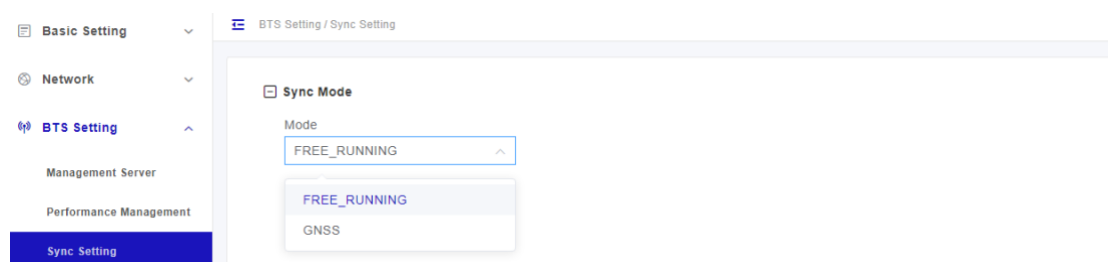 Basic Setting
Network
BTS Setting
Management Server
Performance Management
Sync Setting
BTS Setting / Sync Setting
Sync Mode
Mode
FREE_RUNNING
FREE_RUNNING
GNSS